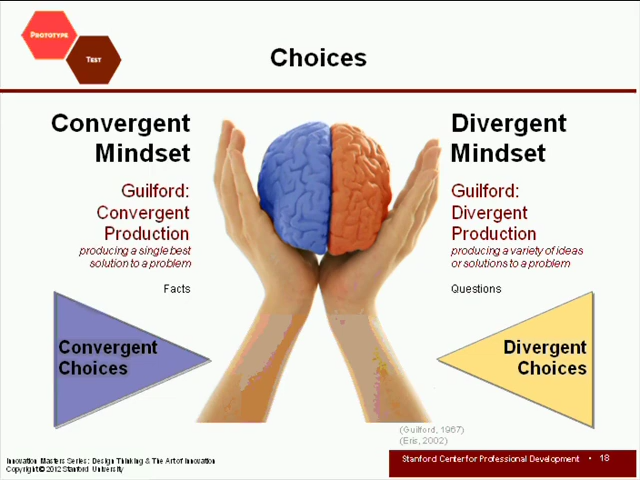 PROTOTYPE
TEST
Choices
Convergent
Mindset
Guilford:
Convergent
Production
producing a single best
solution to a problem
Facts
Convergent
Choices
Divergent
Mindset
Guilford:
Divergent
Production
producing a variety of ideas
or solutions to a problem
Questions
Divergent
Choices
(Guilford, 1967)
(Eris, 2002)
Innovation Masters Series: Design Thinking & The Art of Innovation
Copyright © 2012 Stanford University
Stanford Center for Professional Development • 18